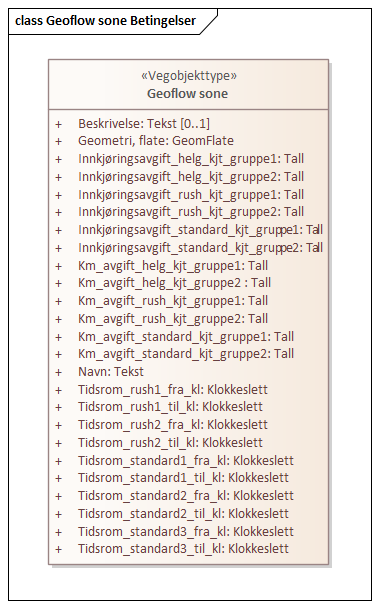 class Geoflow sone Betingelser
«Vegobjekttype»
Geoflow sone
+ Beskrivelse: Tekst [0..1]
+ Geometri, flate: GeomFlate
+ Innkjøringsavgift_helg_kjt_gruppe1: Tall
+ Innkjøringsavgift_helg_kjt_gruppe2: Tall
+ Innkjøringsavgift_rush_kjt_gruppe1: Tall
+ Innkjøringsavgift_rush_kjt_gruppe2: Tall
+ Innkjøringsavgift_standard_kjt_gruppe1: Tall
+ Innkjøringsavgift_standard_kjt_gruppe2: Tall
+ Km_avgift_helg_kjt_gruppe1: Tall
+ Km_avgift_helg_kjt_gruppe2 : Tall
+ Km_avgift_rush_kjt_gruppe1: Tall
+ Km_avgift_rush_kjt_gruppe2: Tall
+ Km_avgift_standard_kjt_gruppe1: Tall
+ Km_avgift_standard_kjt_gruppe2: Tall
+ Navn: Tekst
+ Tidsrom_rush1_fra_kl: Klokkeslett
+ Tidsrom_rush1_til_kl: Klokkeslett
+ Tidsrom_rush2_fra_kl: Klokkeslett
+ Tidsrom_rush2_til_kl: Klokkeslett
+ Tidsrom_standard1_fra_kl: Klokkeslett
+ Tidsrom_standard1_til_kl: Klokkeslett
+ Tidsrom_standard2_fra_kl: Klokkeslett
+ Tidsrom_standard2_til_kl: Klokkeslett
+ Tidsrom_standard3_fra_kl: Klokkeslett
+ Tidsrom_standard3_til_kl: Klokkeslett